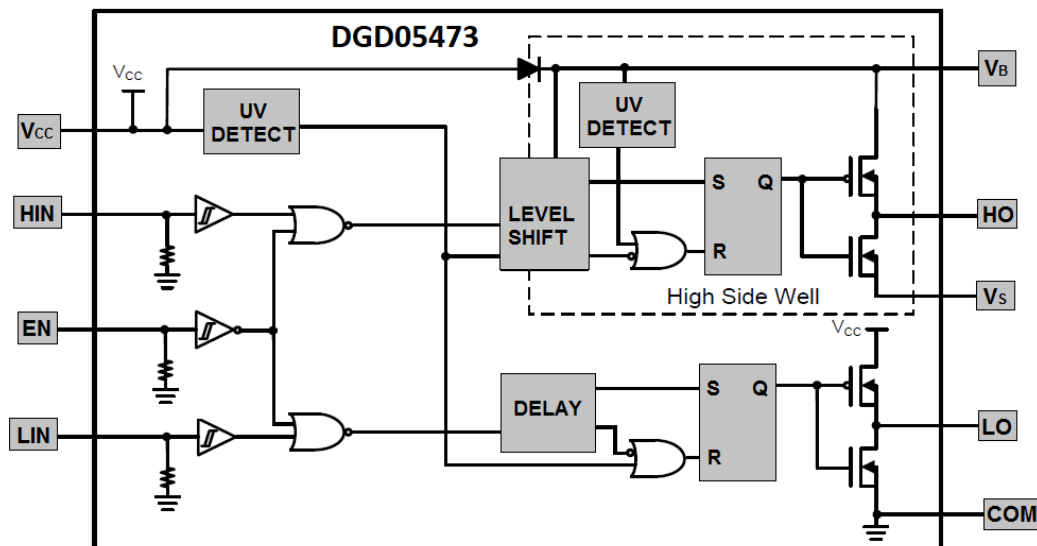 DGD05473
VCC
UV
DETECT
VB
UV
DETECT
VCC
HIN
S
Q
LEVEL
SHIFT
HO
R
High Side Well
VS
EN
VCC
S
Q
DELAY
LIN
LO
R
COM